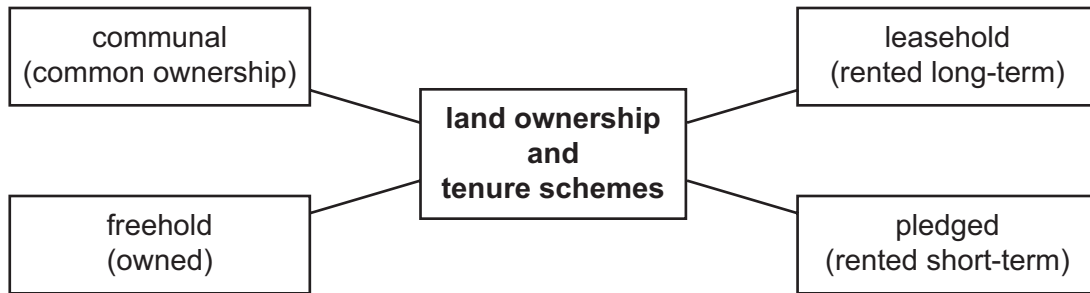 communal
(common ownership)
leasehold
(rented long-term)
land ownership
and
tenure schemes
freehold
(owned)
pledged
(rented short-term)